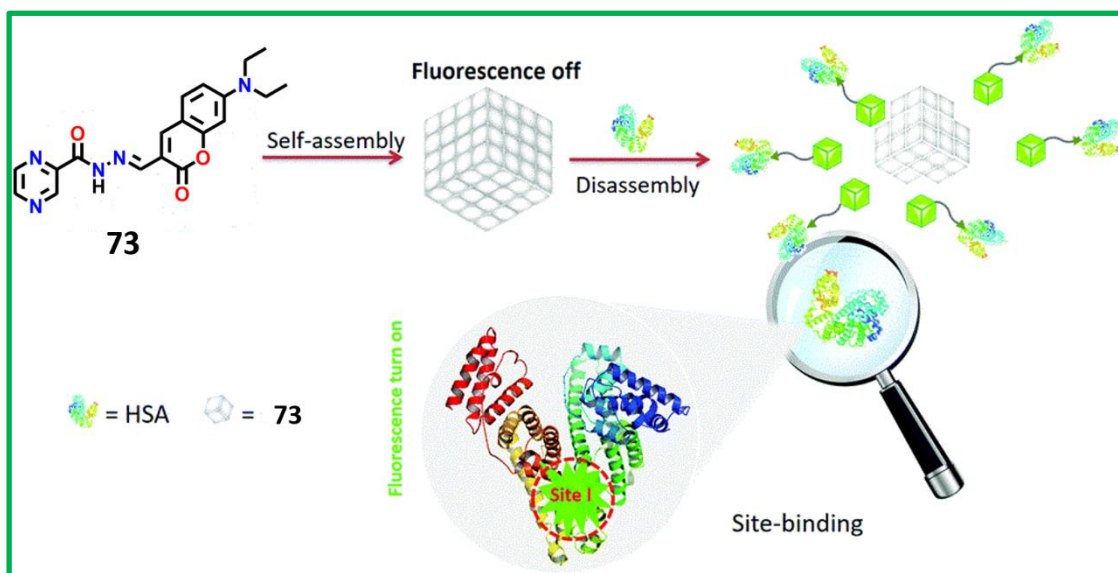 Fluorescence off
Self-assembly
Disassembly
N
O
O
O
N
N
N
N
H
O
73
Fluorescence turn on
= HSA
= 73
Site I
Site-binding